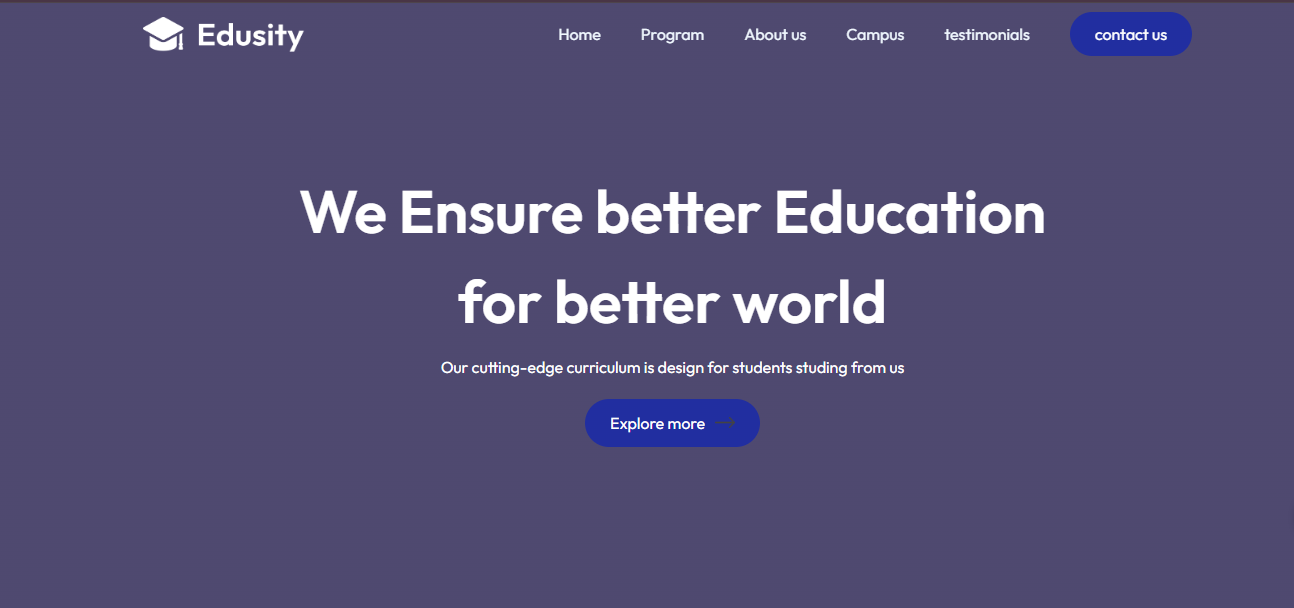 Edusity
Home Program About us Campus testimonials contact us
We Ensure better Education
for better world
Our cutting-edge curriculum is design for students studing from us
Explore more →